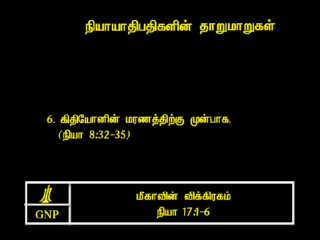 நியாயாதிபதிகளின் தாறுமாறுகள்
6. கிதியோனின் மரணத்திற்கு முன்பாக.
(நியா 8:32-35)
மீகாவின் விக்கிரகம்
GNP
நியா 17:1-6